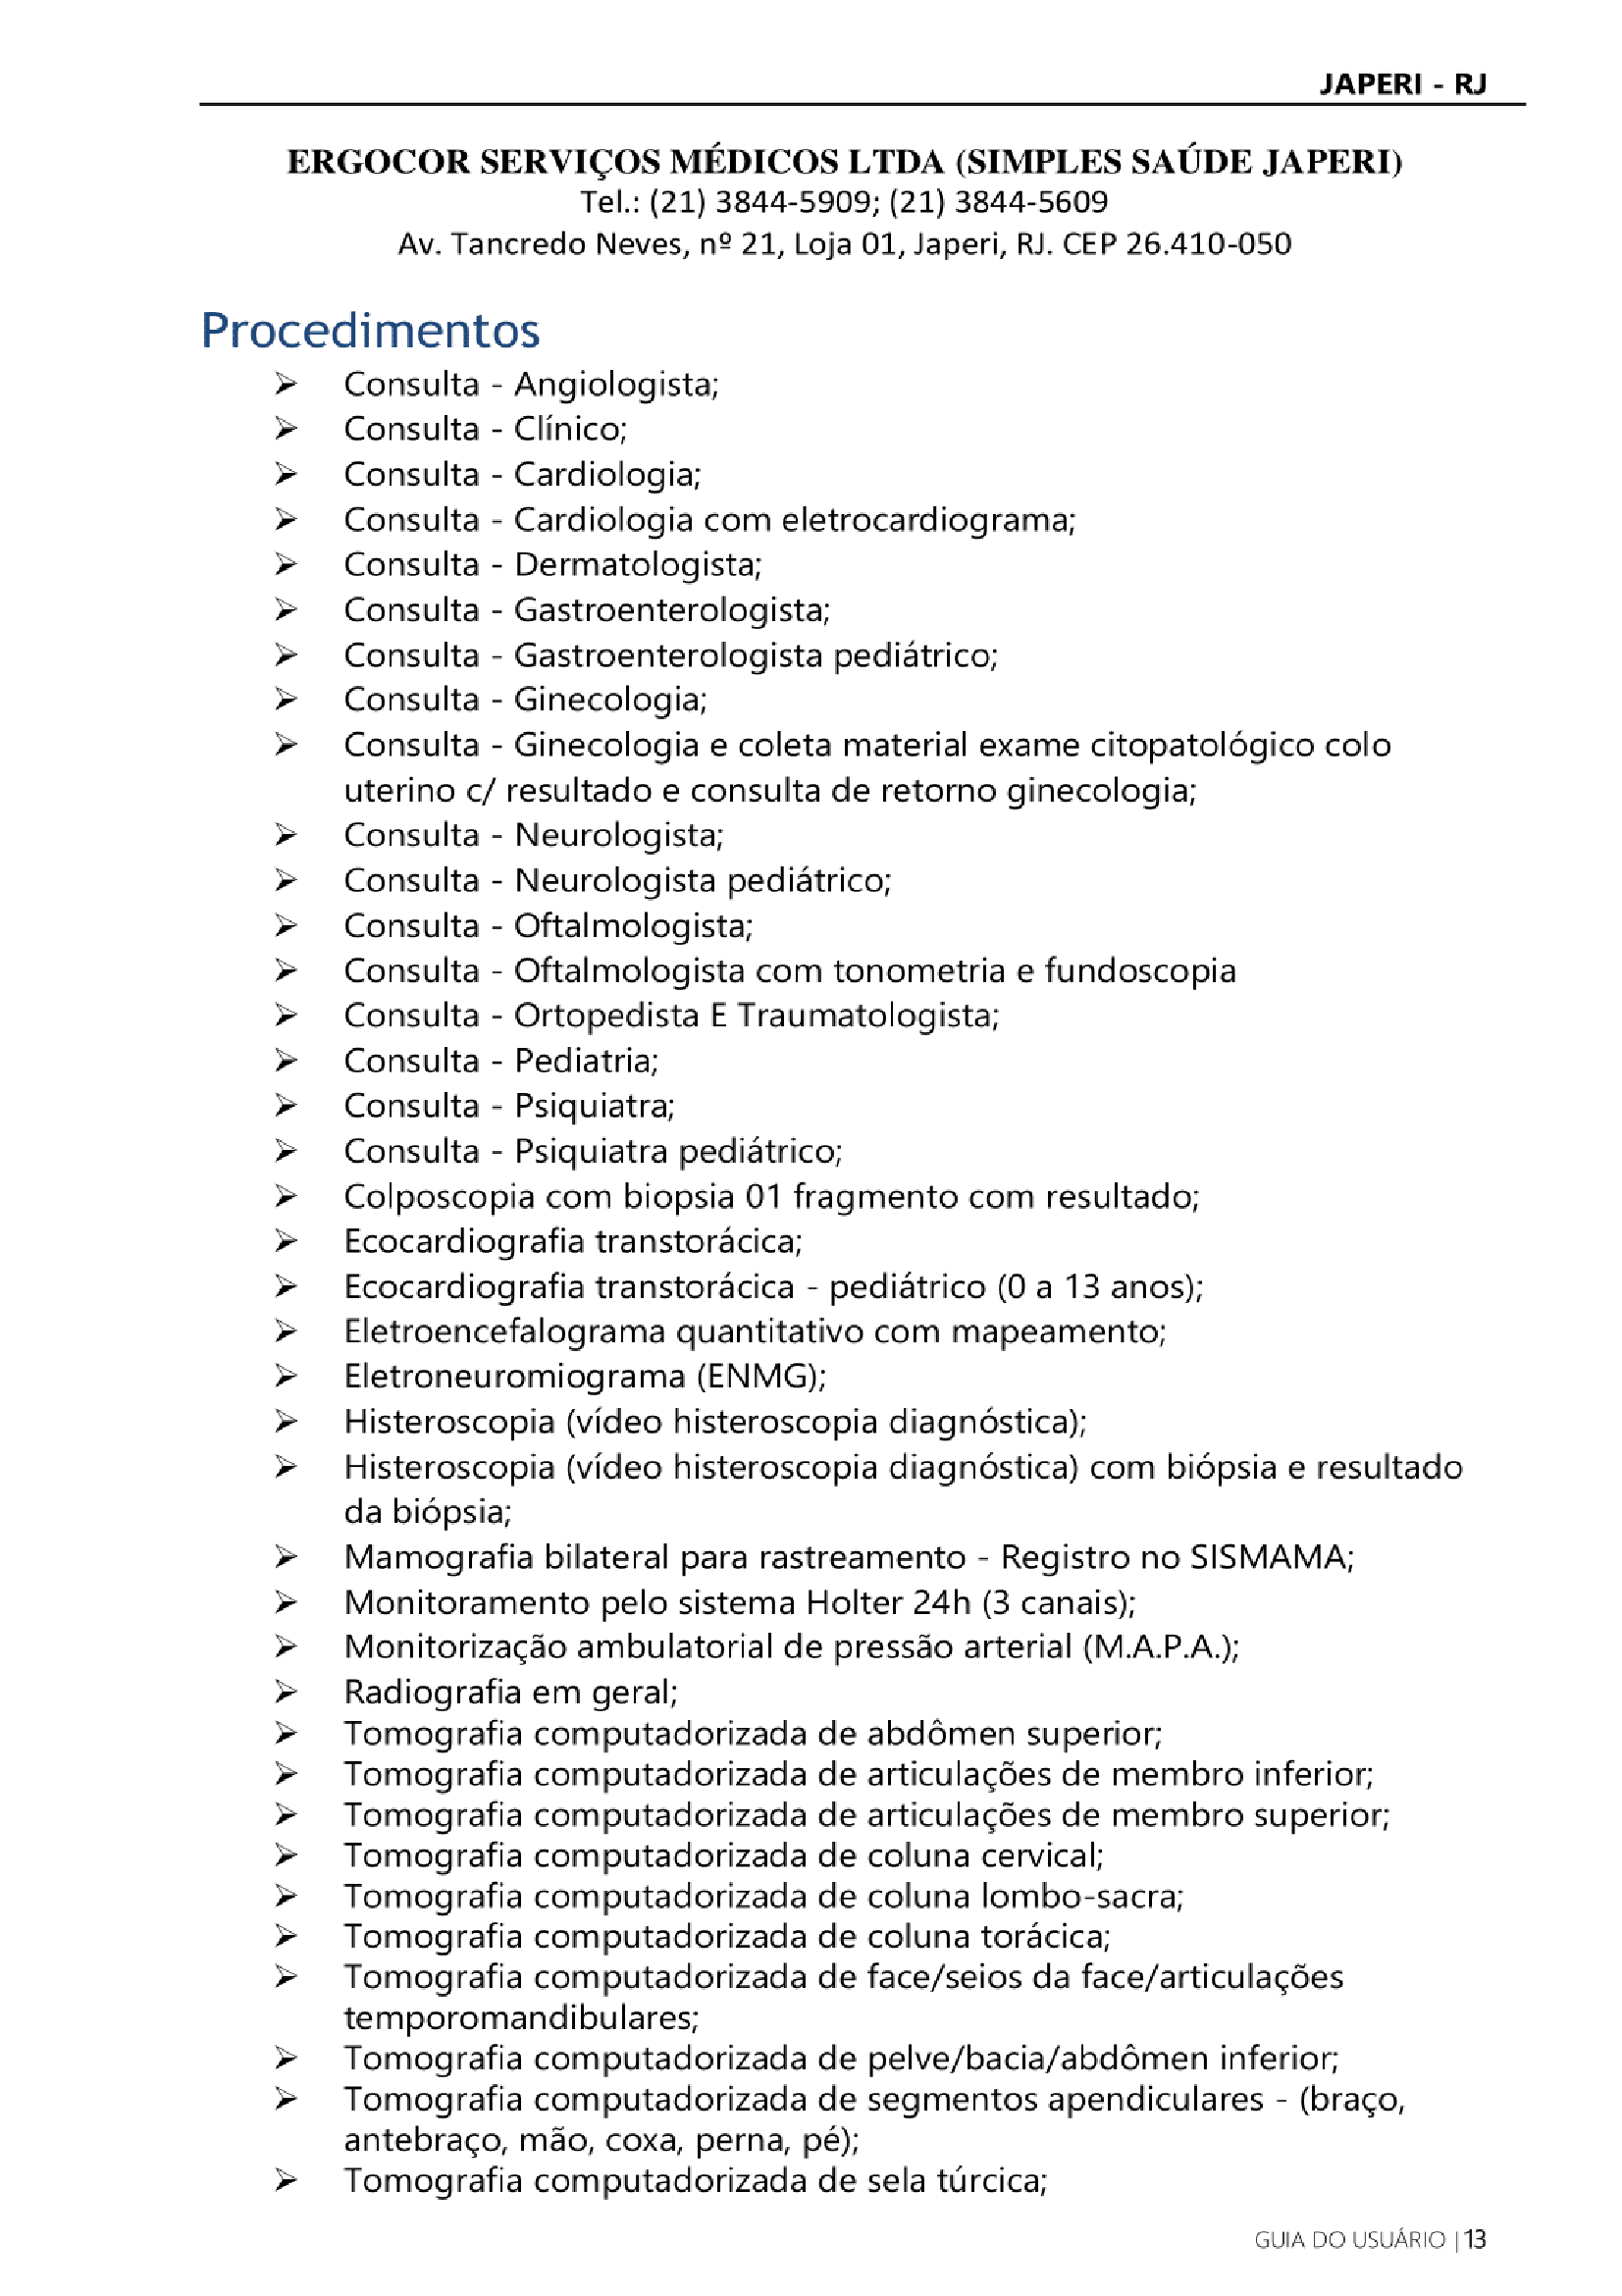 JAPERI - RJ
ERGOCOR SERVIÇOS MÉDICOS LTDA (SIMPLES SAÚDE JAPERI)
Tel.: (21) 3844-5909; (21) 3844-5609
Av. Tancredo Neves, nº 21, Loja 01, Japeri, RJ. CEP 26.410-050
Procedimentos
➢ Consulta - Angiologista;
➢ Consulta - Clínico;
➢ Consulta - Cardiologia;
➢ Consulta - Cardiologia com eletrocardiograma;
➢ Consulta - Dermatologista;
➢ Consulta - Gastroenterologista;
➢ Consulta - Gastroenterologista pediátrico;
➢ Consulta - Ginecologia;
➢ Consulta - Ginecologia e coleta material exame citopatológico colo
uterino c/ resultado e consulta de retorno ginecologia;
➢ Consulta - Neurologista;
➢ Consulta - Neurologista pediátrico;
➢ Consulta - Oftalmologista;
➢ Consulta - Oftalmologista com tonometria e fundoscopia
➢ Consulta - Ortopedista E Traumatologista;
➢ Consulta - Pediatria;
➢ Consulta - Psiquiatra;
➢ Consulta - Psiquiatra pediátrico;
➢ Colposcopia com biopsia 01 fragmento com resultado;
➢ Ecocardiografia transtorácica;
➢ Ecocardiografia transtorácica - pediátrico (0 a 13 anos);
➢ Eletroencefalograma quantitativo com mapeamento;
➢ Eletroneuromiograma (ENMG);
➢ Histeroscopia (vídeo histeroscopia diagnóstica);
➢ Histeroscopia (vídeo histeroscopia diagnóstica) com biópsia e resultado
da biópsia;
➢ Mamografia bilateral para rastreamento - Registro no SISMAMA;
➢ Monitoramento pelo sistema Holter 24h (3 canais);
➢ Monitorização ambulatorial de pressão arterial (M.A.P.A.);
➢ Radiografia em geral;
➢ Tomografia computadorizada de abdômen superior;
➢ Tomografia computadorizada de articulações de membro inferior;
➢ Tomografia computadorizada de articulações de membro superior;
➢ Tomografia computadorizada de coluna cervical;
➢ Tomografia computadorizada de coluna lombo-sacra;
➢ Tomografia computadorizada de coluna torácica;
➢ Tomografia computadorizada de face/seios da face/articulações
temporomandibulares;
➢ Tomografia computadorizada de pelve/bacia/abdômen inferior;
➢ Tomografia computadorizada de segmentos apendiculares - (braço,
antebraço, mão, coxa, perna, pé);
➢ Tomografia computadorizada de sela túrcica;
GUIA DO USUÁRIO |13